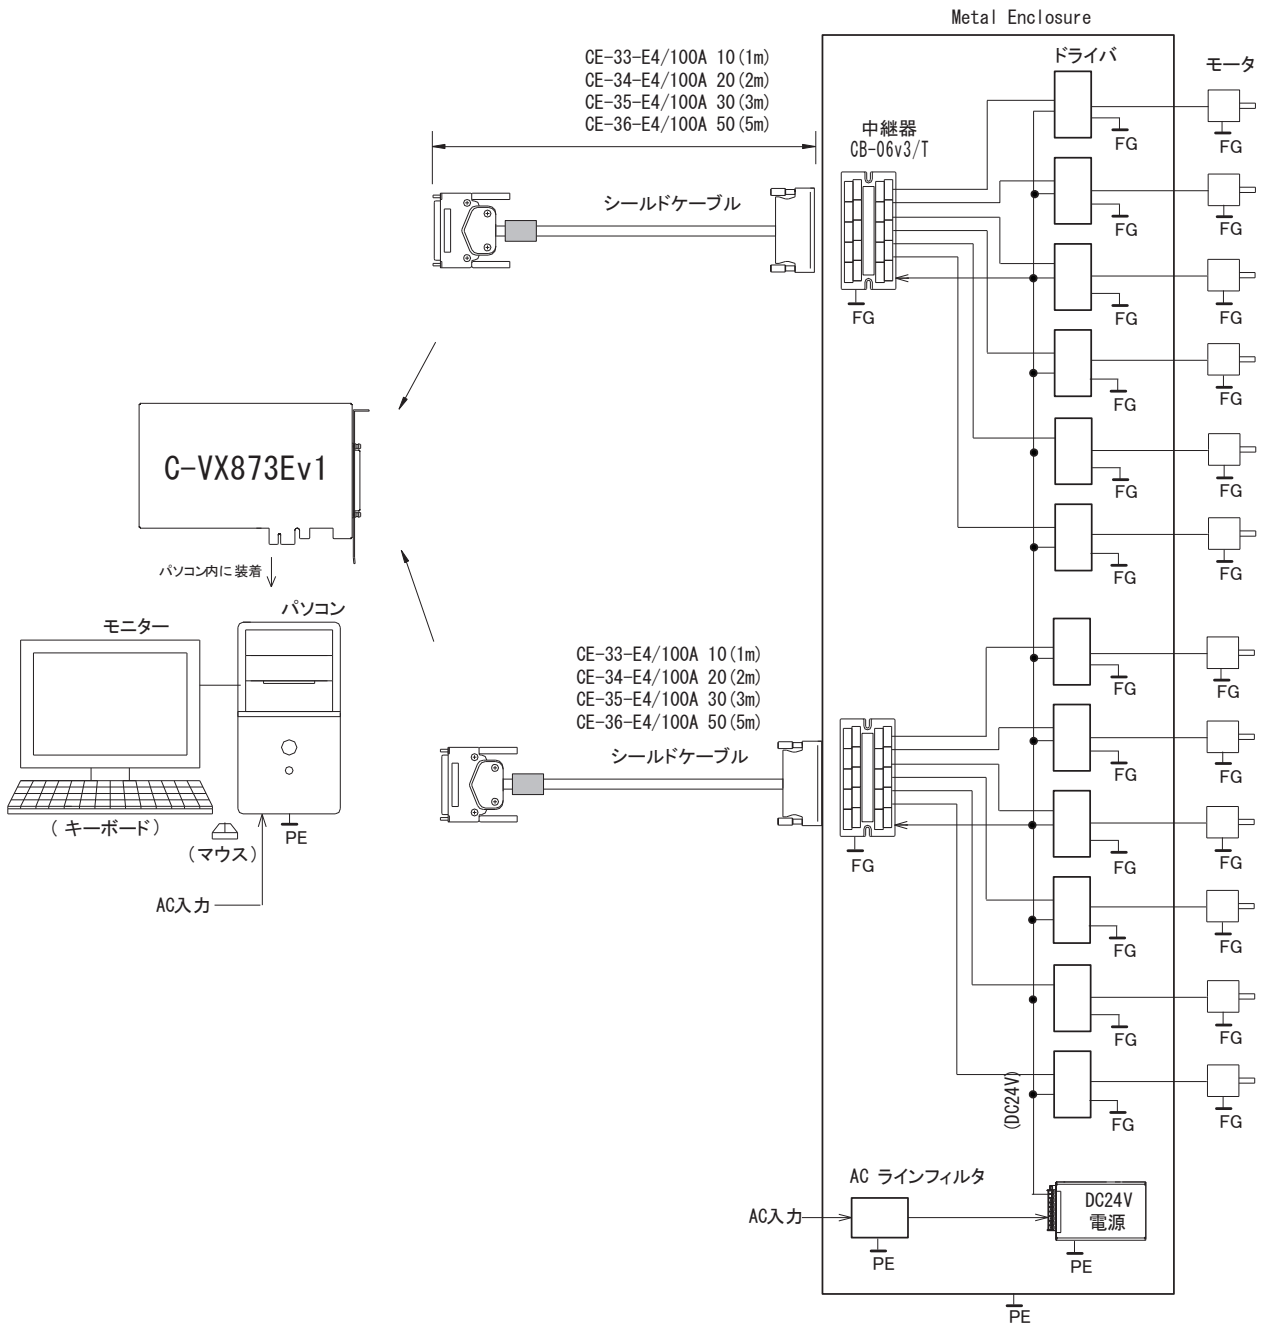 Metal Enclosure
CE-33-E4/100A 10(1m)
CE-34-E4/100A 20(2m)
CE-35-E4/100A 30(3m)
CE-36-E4/100A 50(5m)
ドライバ
モータ
中継器
CB-06v3/T
シールドケーブル
FG
FG
FG
FG
FG
FG
FG
FG
FG
FG
FG
FG
FG
C-VX873Ev1
パソコン内に装着
パソコン
モニター
(キーボード)
(マウス)
PE
AC入力
CE-33-E4/100A 10(1m)
CE-34-E4/100A 20(2m)
CE-35-E4/100A 30(3m)
CE-36-E4/100A 50(5m)
シールドケーブル
FG
FG
FG
FG
FG
FG
FG
FG
FG
FG
FG
FG
FG
(DC24V)
AC ラインフィルタ
AC入力
PE
DC24V
電源
PE
PE